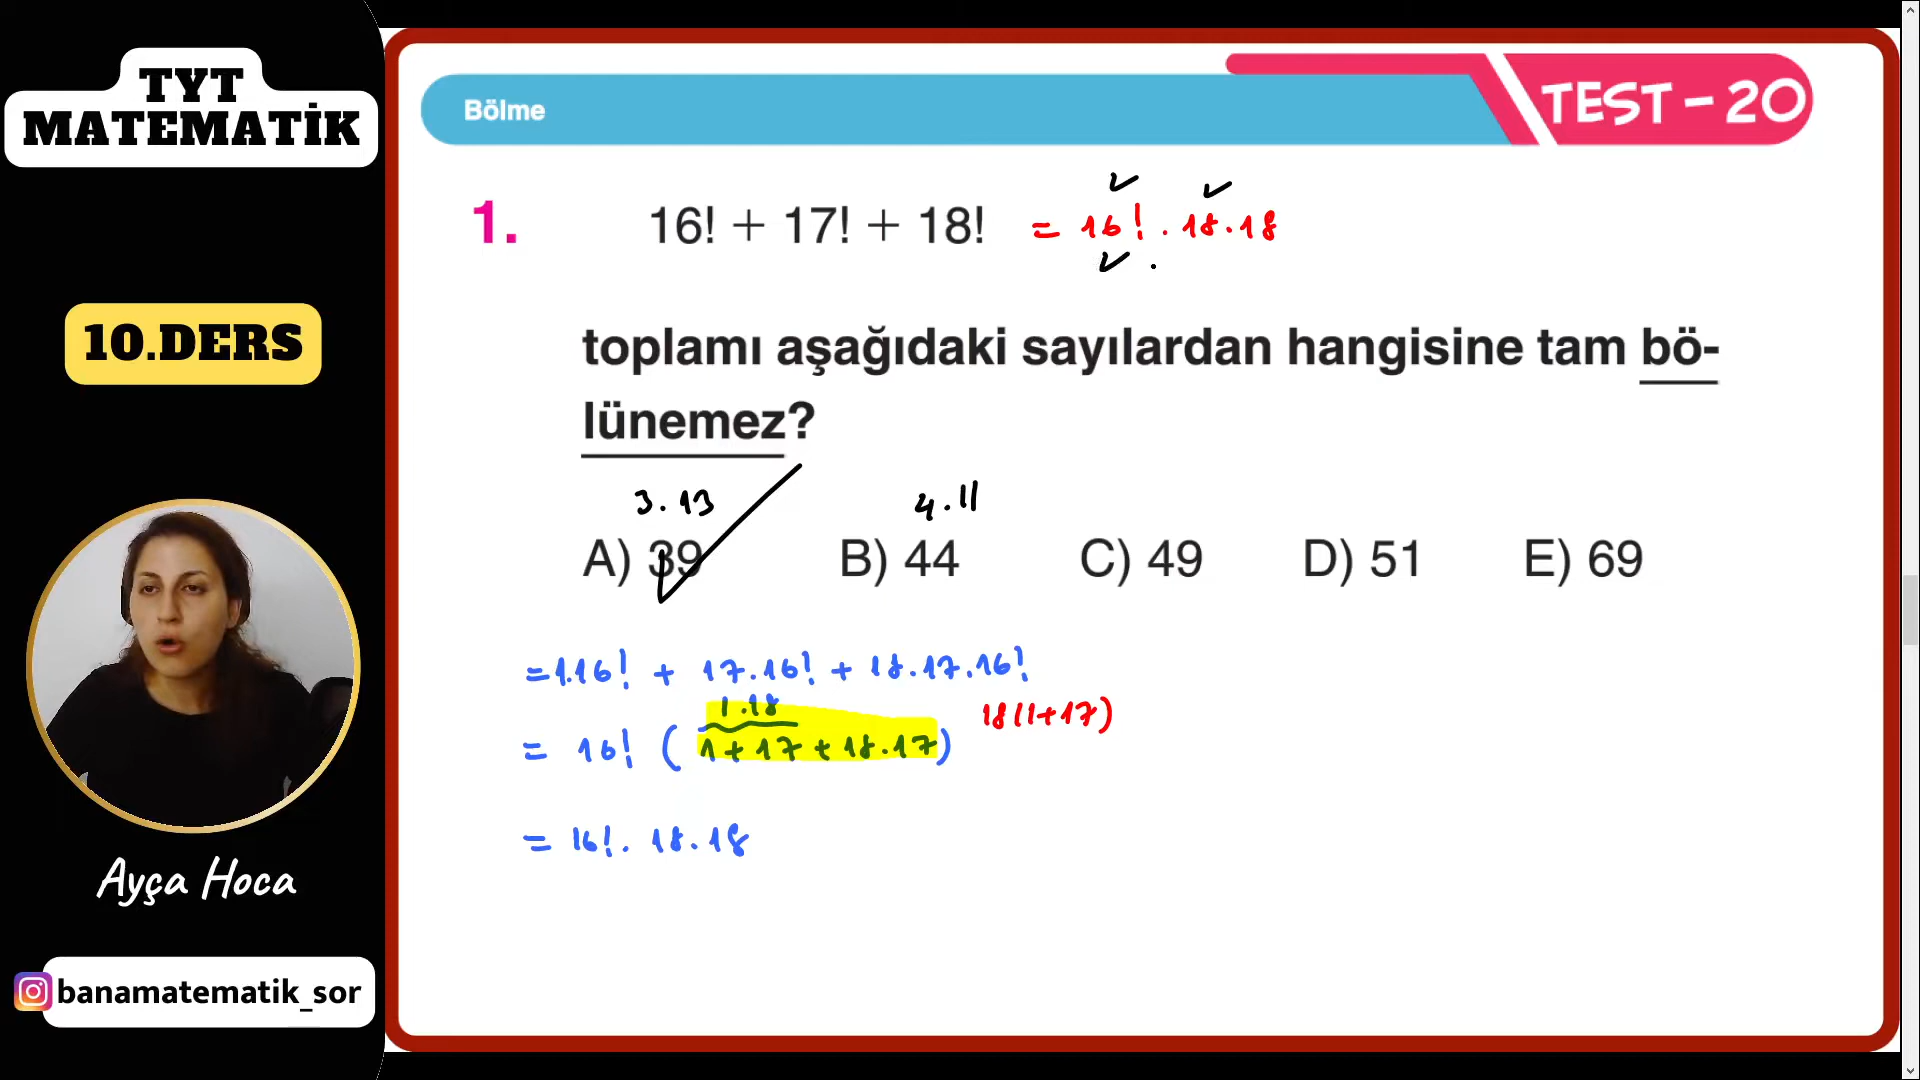 TYT
MATEMATİK
10.DERS
Ayça Hoca
banamatematik_sor
Bölme
TEST - 20
1. 16! + 17! + 18! = 16! . 18.18
toplamı aşağıdaki sayılardan hangisine tam bö-
lünemez?
3.13 4.11
A) 39 B) 44 C) 49 D) 51 E) 69
=1.16! + 17.16! + 18.17.16!
1.18 18(1+17)
= 16! (1+17+18.17)
= 16!. 18.18